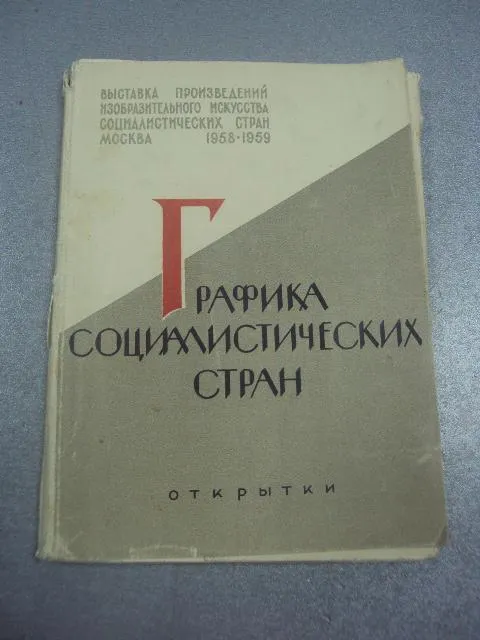 ВЫСТАВКА ПРОИЗВЕДЕНИЙ
ИЗОБРАЗИТЕЛЬНОГО ИСКУССТВА
СОЦИАЛИСТИЧЕСКИХ СТРАН
МОСКВА 1958·1959
ГРАФИКА
СОЦИАЛИСТИЧЕСКИХ
СТРАН
ОТКРЫТКИ